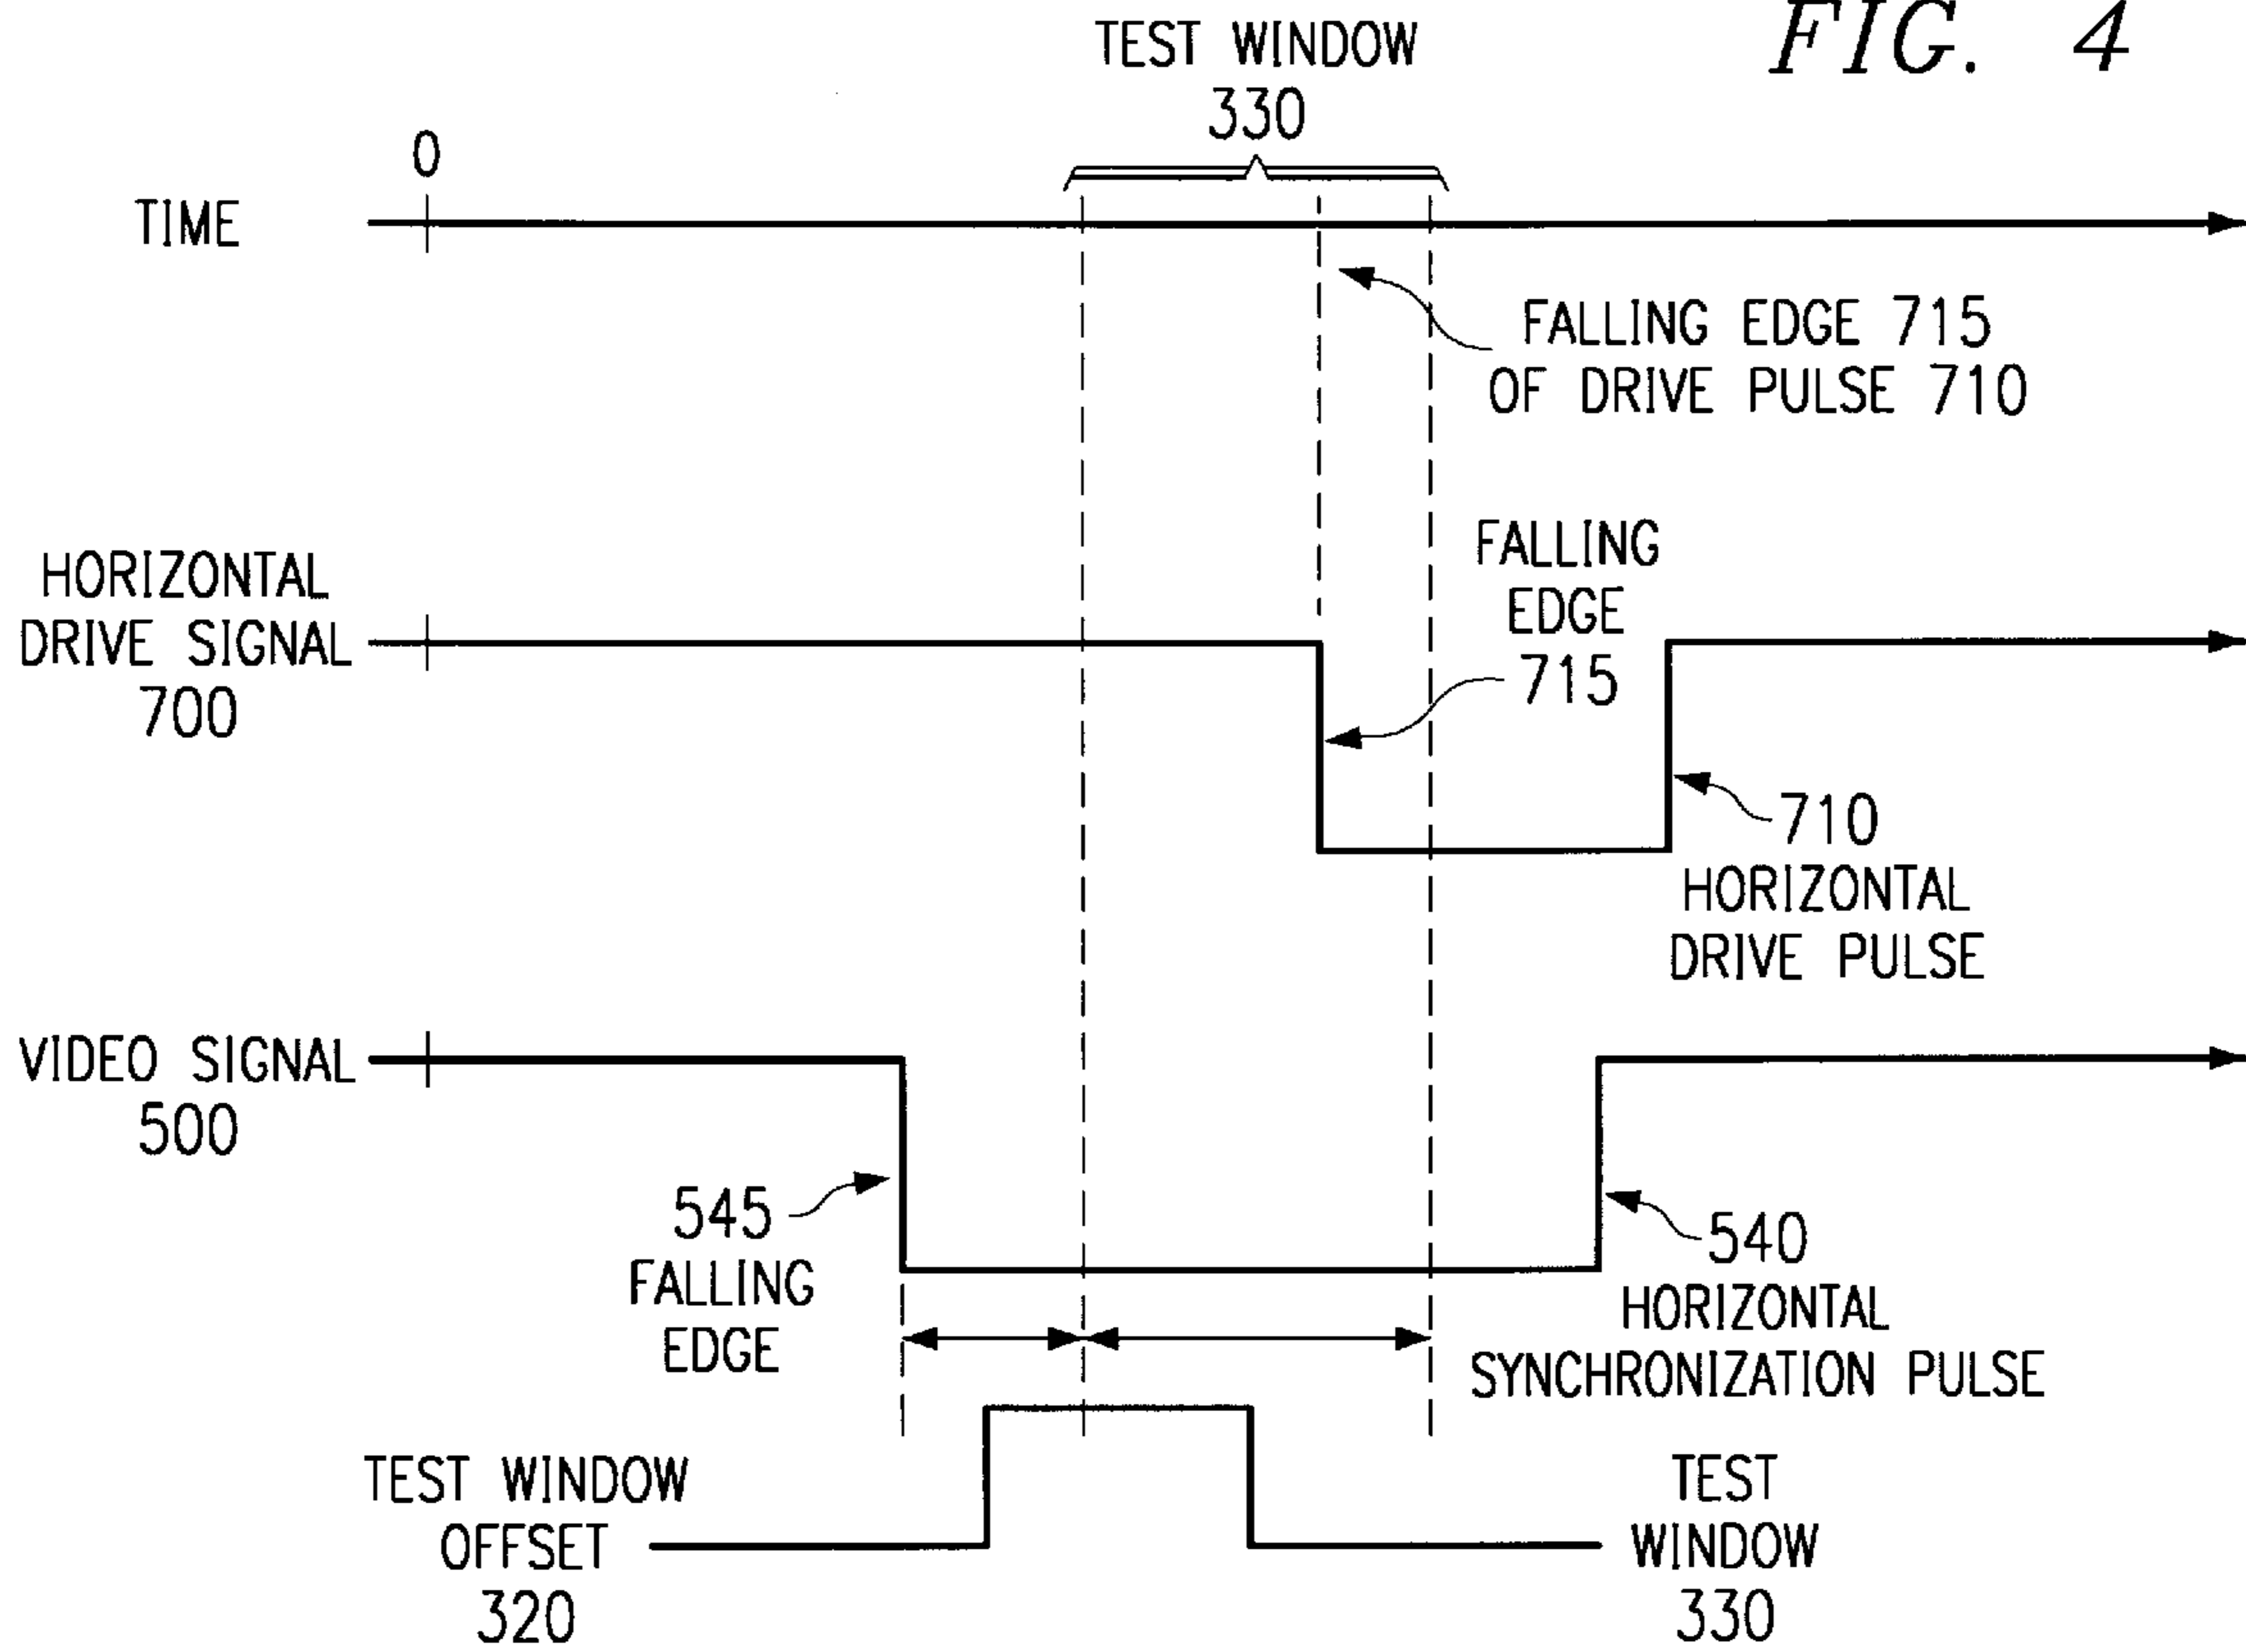 FIG. 4
TEST WINDOW
330
0
TIME
FALLING EDGE 715
OF DRIVE PULSE 710
HORIZONTAL
DRIVE SIGNAL
700
FALLING
EDGE
715
710
HORIZONTAL
DRIVE PULSE
VIDEO SIGNAL
500
545
FALLING
EDGE
540
HORIZONTAL
SYNCHRONIZATION PULSE
TEST WINDOW
OFFSET
320
TEST
WINDOW
330